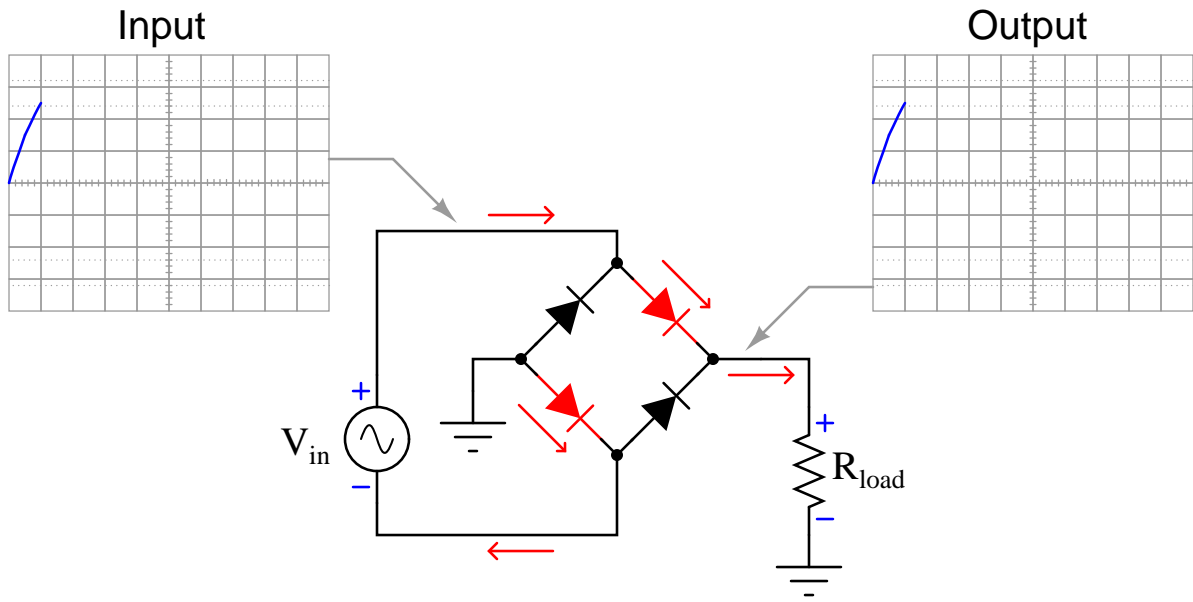 Input
Output
+
V_in
−
+
R_load
−